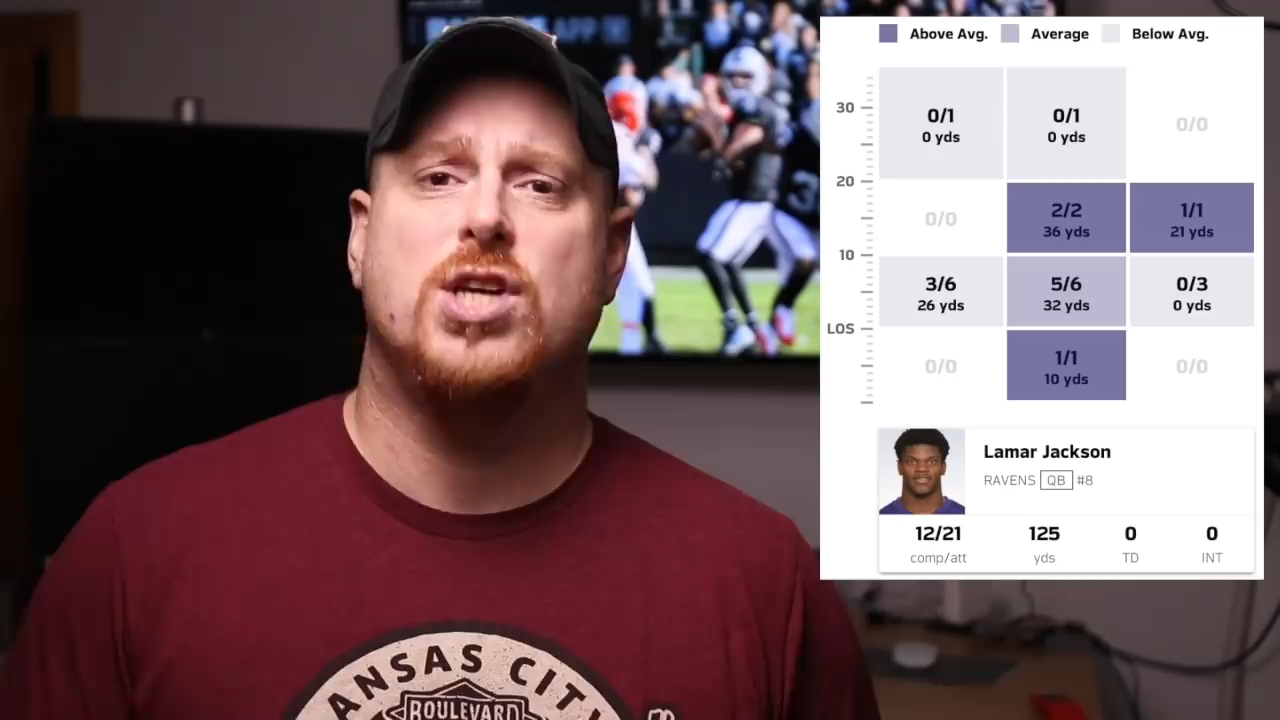 Above Avg. Average Below Avg.
30
0/1 0/1 0/0
0 yds 0 yds
20
0/0 2/2 1/1
36 yds 21 yds
10
3/6 5/6 0/3
26 yds 32 yds 0 yds
LOS
0/0 1/1 0/0
10 yds
Lamar Jackson
RAVENS QB #8
12/21 125 0 0
comp/att yds TD INT
APP
ANSAS CITY
BOULEVARD